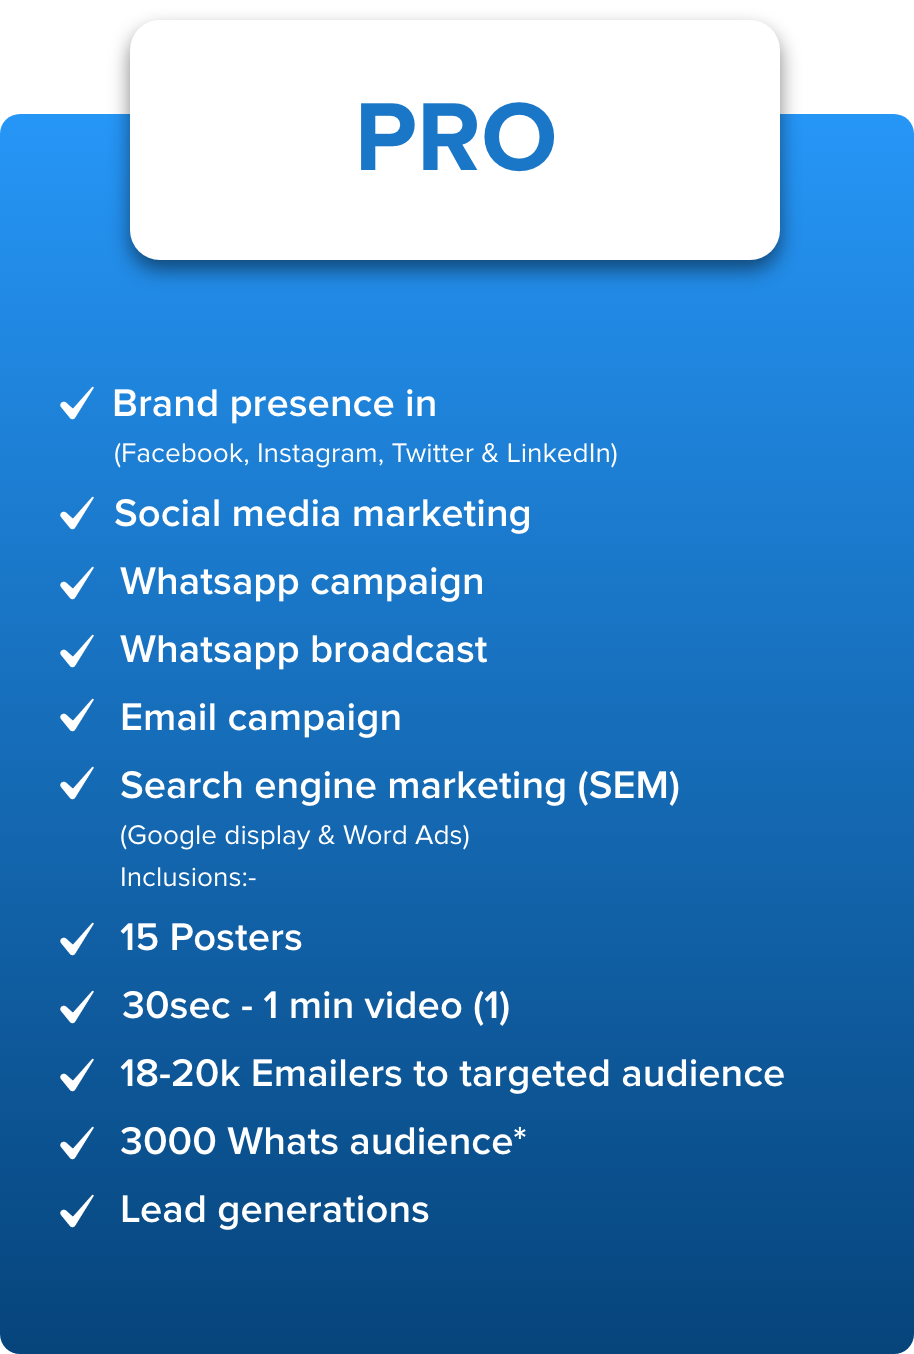 PRO
Brand presence in
(Facebook, Instagram, Twitter & LinkedIn)
Social media marketing
Whatsapp campaign
Whatsapp broadcast
Email campaign
Search engine marketing (SEM)
(Google display & Word Ads)
Inclusions:-
15 Posters
30sec - 1 min video (1)
18-20k Emailers to targeted audience
3000 Whats audience*
Lead generations